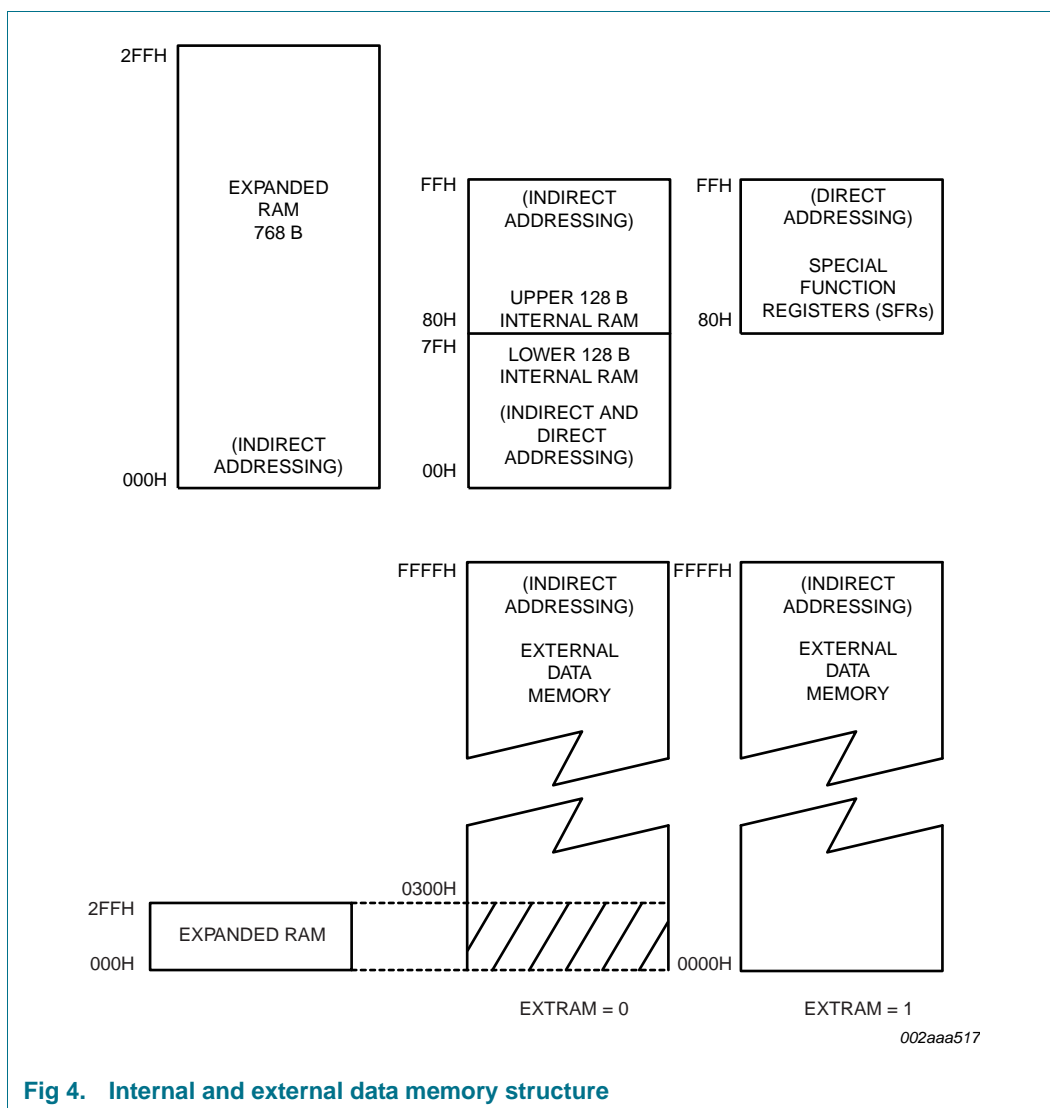 2FFH
EXPANDED
RAM
768 B
(INDIRECT
ADDRESSING)
000H
FFH
(INDIRECT
ADDRESSING)
UPPER 128 B
INTERNAL RAM
80H
7FH
LOWER 128 B
INTERNAL RAM
(INDIRECT AND
DIRECT
ADDRESSING)
00H
FFH
(DIRECT
ADDRESSING)
SPECIAL
FUNCTION
REGISTERS (SFRs)
80H
FFFFH
(INDIRECT
ADDRESSING)
EXTERNAL
DATA
MEMORY
FFFFH
(INDIRECT
ADDRESSING)
EXTERNAL
DATA
MEMORY
2FFH
EXPANDED RAM
000H
0300H
0000H
EXTRAM = 0
EXTRAM = 1
002aaa517
Fig 4. Internal and external data memory structure